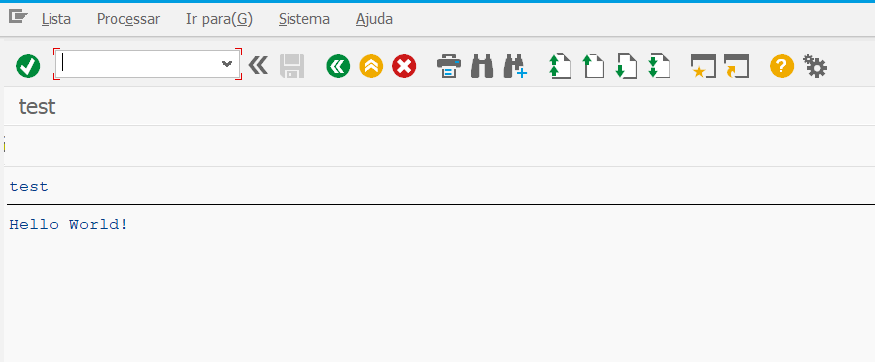 Lista Processar Ir para(G) Sistema Ajuda
test
test
Hello World!